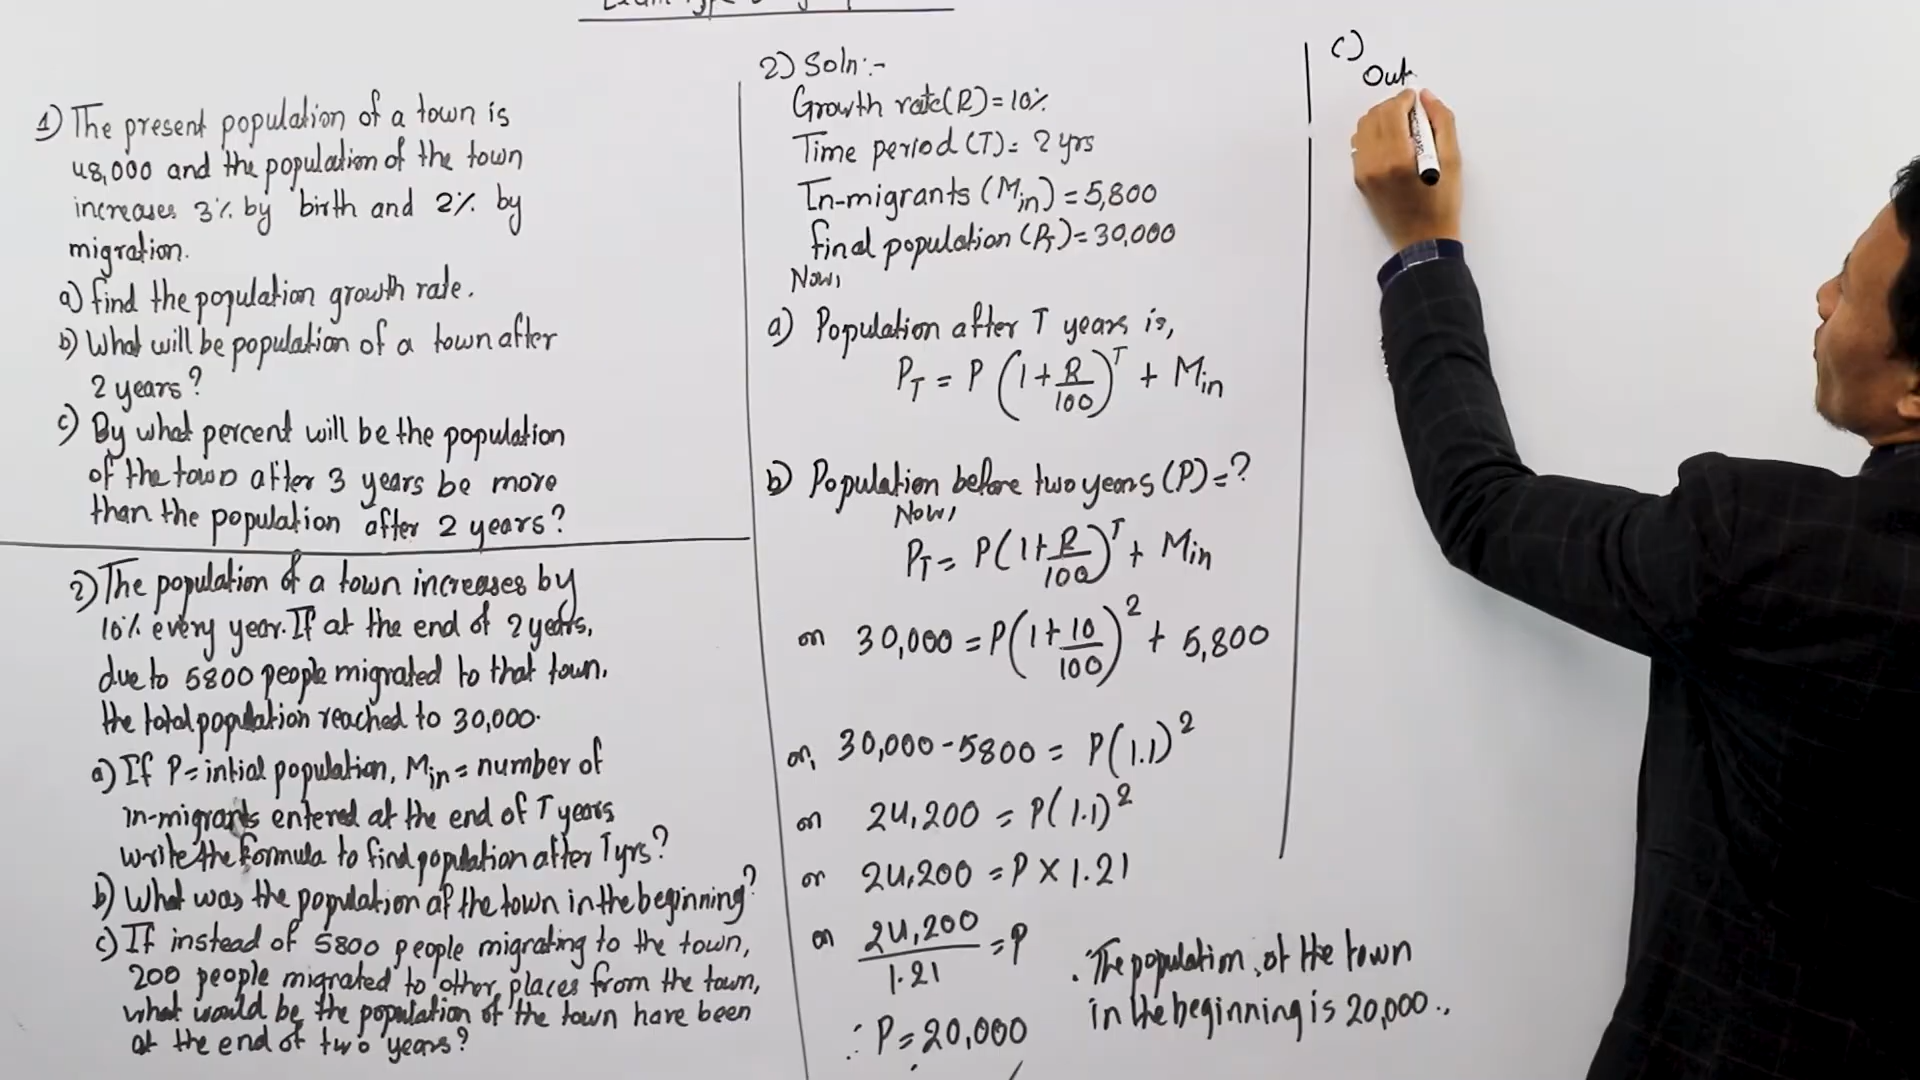 1) The present population of a town is
48,000 and the population of the town
increases 3% by birth and 2% by
migration.
a) find the population growth rate.
b) What will be population of a town after
2 years?
c) By what percent will be the population
of the town after 3 years be more
than the population after 2 years?
2) The population of a town increases by
10% every year. If at the end of 2 years,
due to 5800 people migrated to that town,
the total population reached to 30,000.
a) If P = intial population, Min = number of
in-migrants entered at the end of T years
write the formula to find population after T yrs?
b) What was the population of the town in the beginning?
c) If instead of 5800 people migrating to the town,
200 people migrated to other places from the town,
what would be the population of the town have been
at the end of two years?
2) Soln:-
Growth rate (R) = 10%
Time period (T) = 2 yrs
In-migrants (Min) = 5,800
final population (PT) = 30,000
Now,
a) Population after T years is,
PT = P (1 + R/100)^T + Min
b) Population before two years (P) = ?
Now,
PT = P(1 + R/100)^T + Min
or 30,000 = P(1 + 10/100)^2 + 5,800
or, 30,000 - 5800 = P(1.1)^2
or 24,200 = P(1.1)^2
or 24,200 = P X 1.21
or 24,200/1.21 = P
∴ P = 20,000
∴ The population of the town
in the beginning is 20,000.
c)
Out